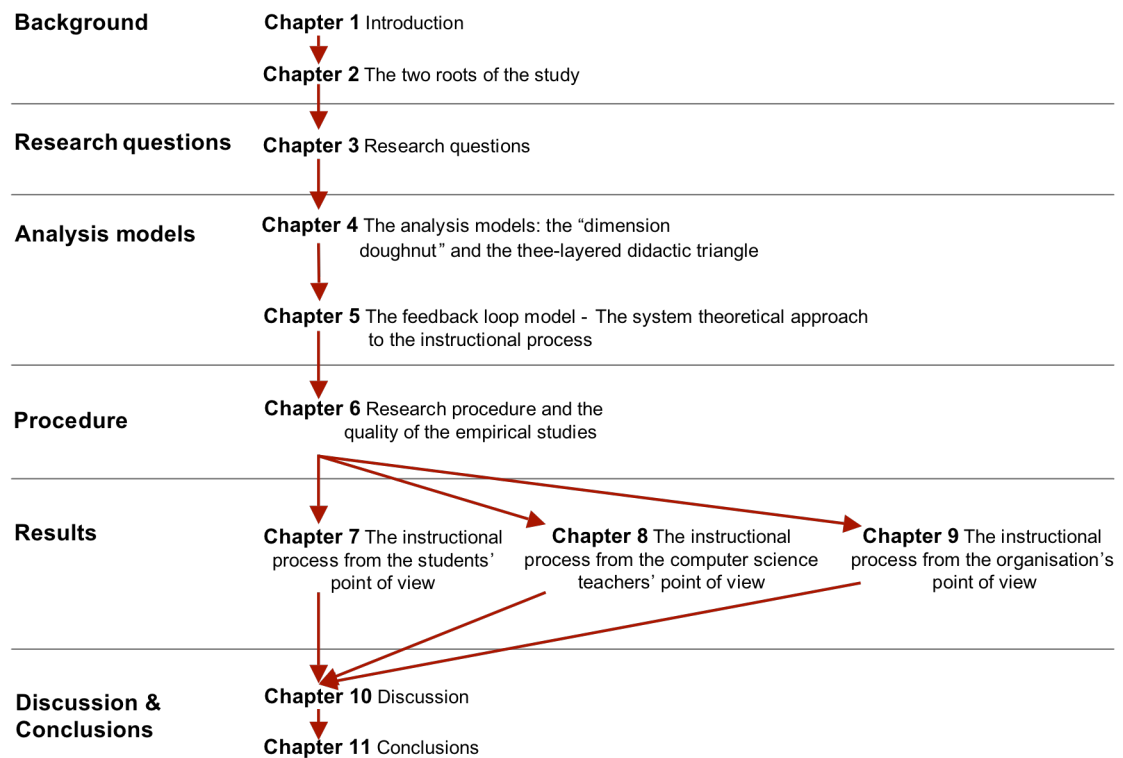 Background
Chapter 1 Introduction
Chapter 2 The two roots of the study
Research questions
Chapter 3 Research questions
Analysis models
Chapter 4 The analysis models: the “dimension
doughnut” and the thee-layered didactic triangle
Chapter 5 The feedback loop model - The system theoretical approach
to the instructional process
Procedure
Chapter 6 Research procedure and the
quality of the empirical studies
Results
Chapter 7 The instructional
process from the students’
point of view
Chapter 8 The instructional
process from the computer science
teachers’ point of view
Chapter 9 The instructional
process from the organisation’s
point of view
Discussion &
Conclusions
Chapter 10 Discussion
Chapter 11 Conclusions